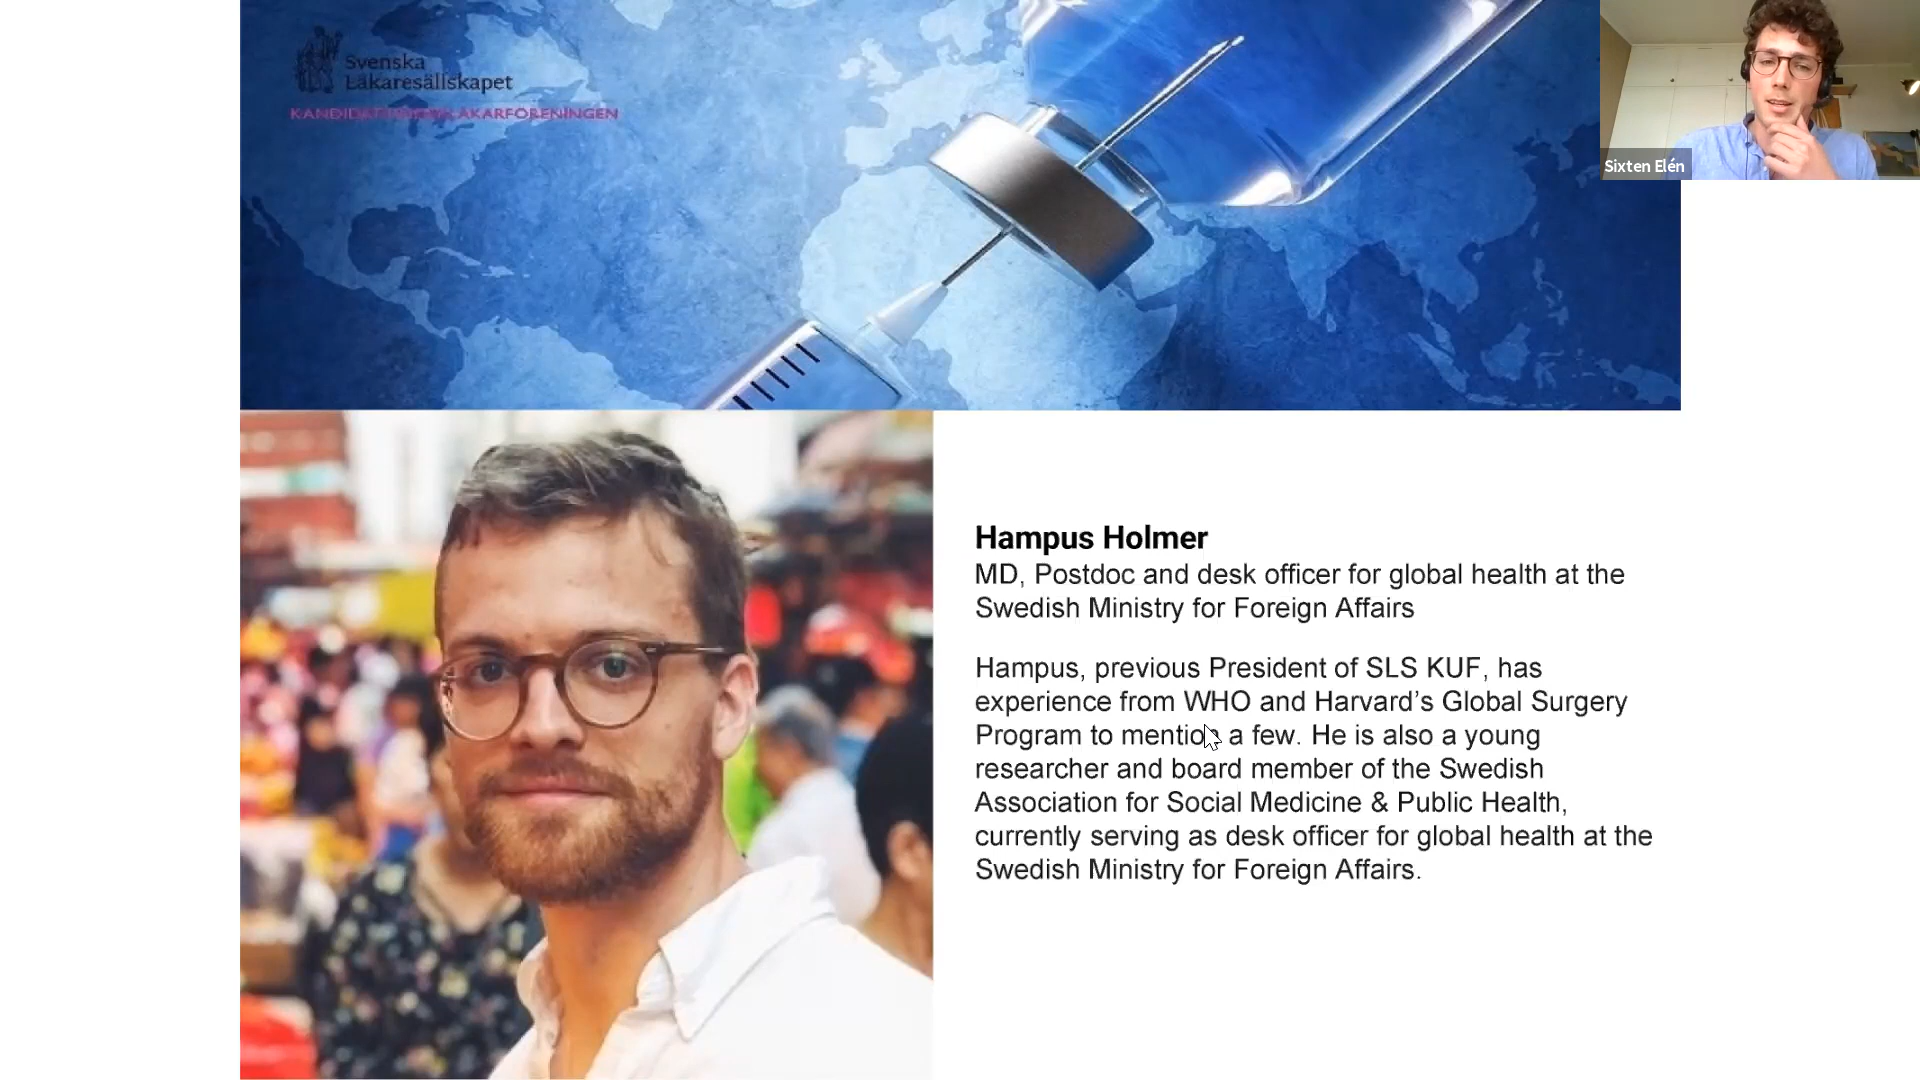 Svenska
Läkaresällskapet
KANDIDAT- OCH UNDERLÄKARFÖRENINGEN
Sixten Elén
Hampus Holmer
MD, Postdoc and desk officer for global health at the
Swedish Ministry for Foreign Affairs
Hampus, previous President of SLS KUF, has
experience from WHO and Harvard’s Global Surgery
Program to mention a few. He is also a young
researcher and board member of the Swedish
Association for Social Medicine & Public Health,
currently serving as desk officer for global health at the
Swedish Ministry for Foreign Affairs.